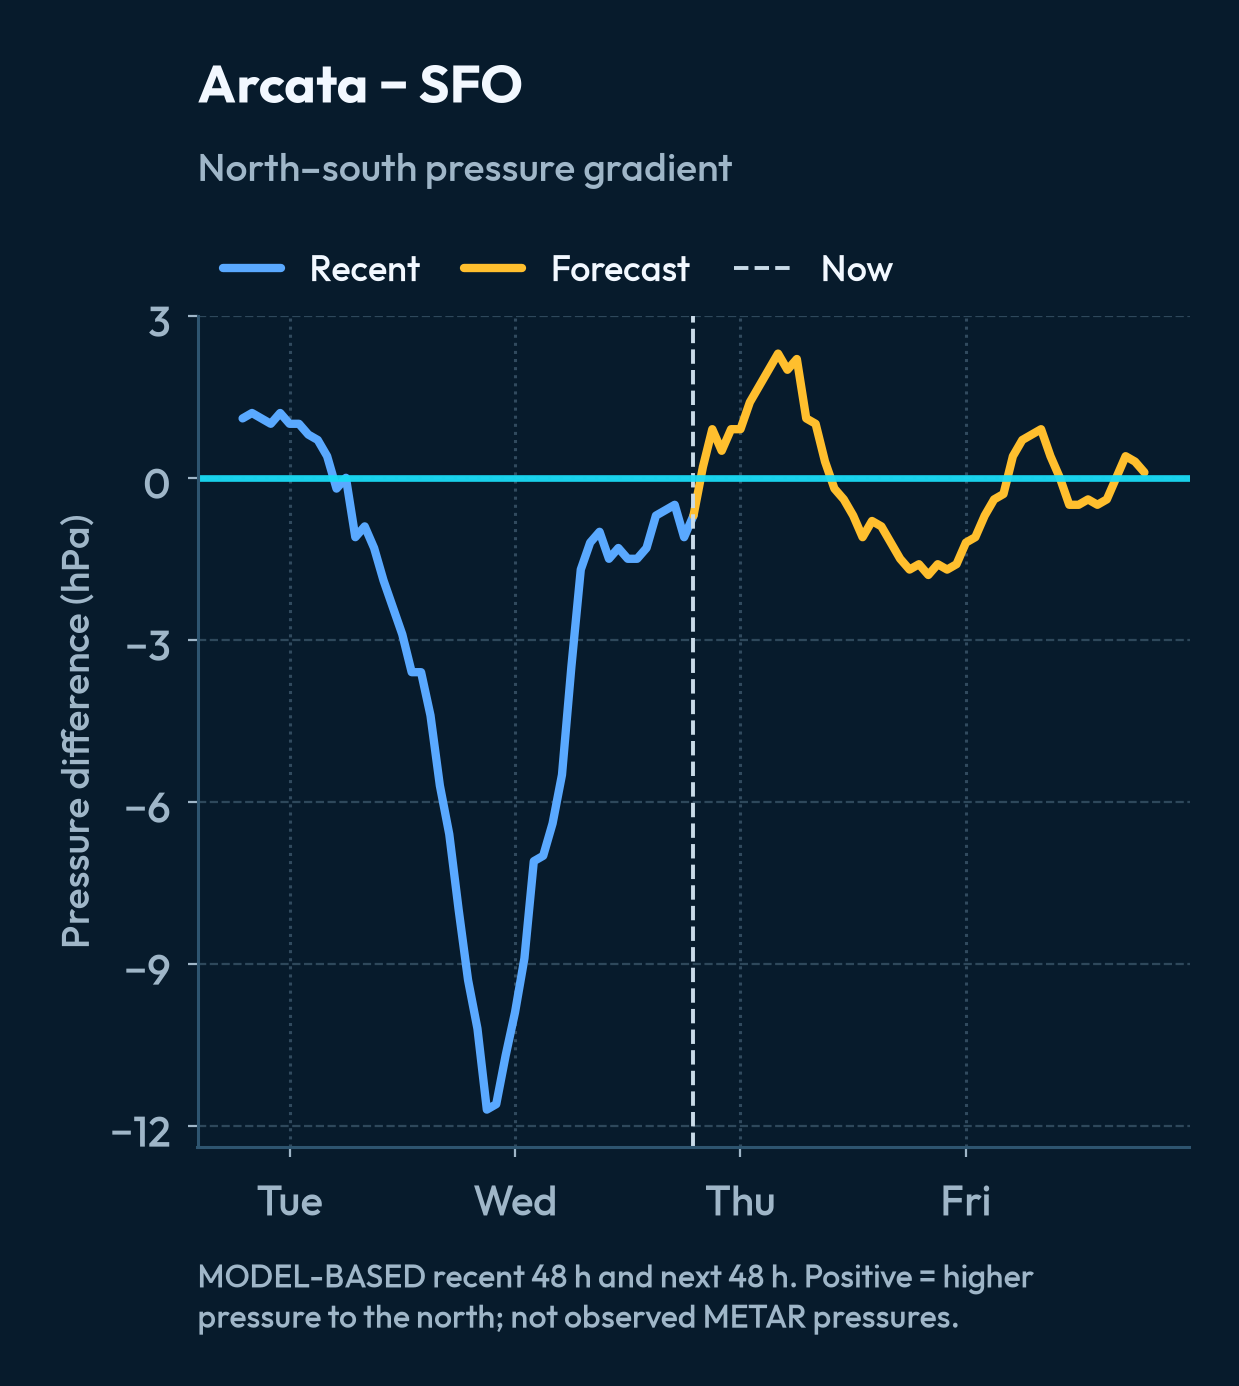 Arcata – SFO
North–south pressure gradient
Recent Forecast Now
3
0
−3
−6
−9
−12
Pressure difference (hPa)
Tue Wed Thu Fri
MODEL-BASED recent 48 h and next 48 h. Positive = higher
pressure to the north; not observed METAR pressures.